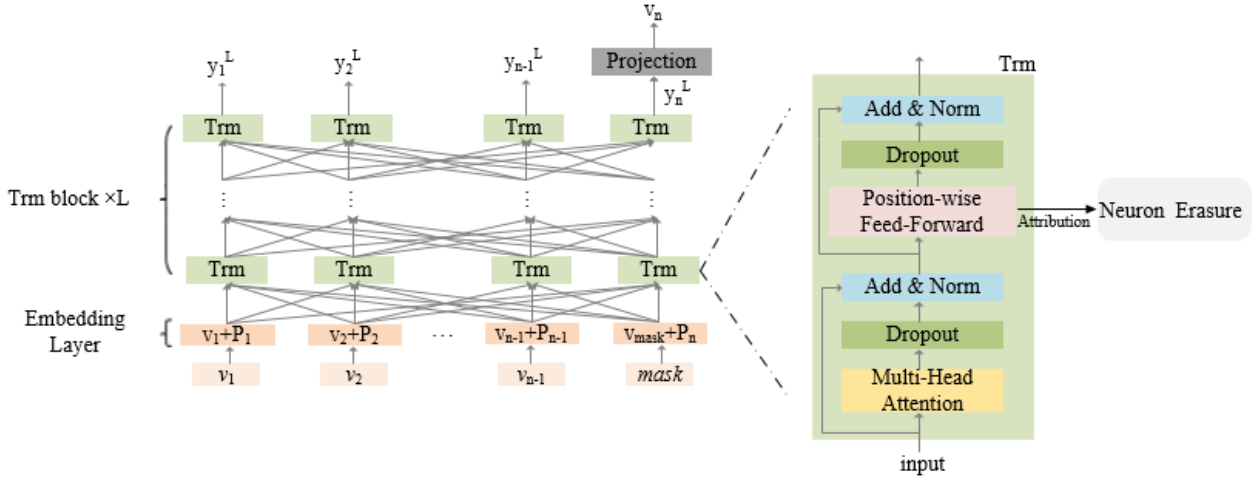 vₙ
Projection
y₁ᴸ y₂ᴸ yₙ₋₁ᴸ yₙᴸ
Trm Trm Trm Trm
Trm block ×L
⋮ ⋮ ⋮ ⋮
Trm Trm Trm Trm
Embedding
Layer
v₁+P₁ v₂+P₂ ... vₙ₋₁+Pₙ₋₁ v_mask+Pₙ
v₁ v₂ vₙ₋₁ mask
Trm
Add & Norm
Dropout
Position-wise
Feed-Forward
Attribution
Neuron Erasure
Add & Norm
Dropout
Multi-Head
Attention
input